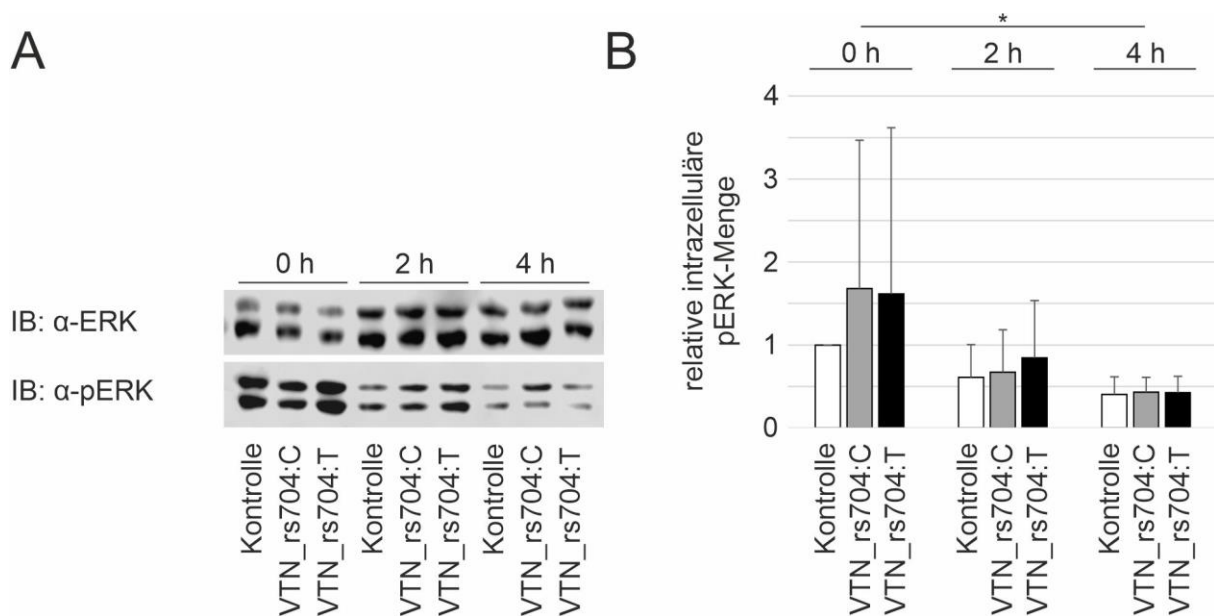 A
0 h 2 h 4 h
IB: α-ERK
IB: α-pERK
Kontrolle
VTN_rs704:C
VTN_rs704:T
Kontrolle
VTN_rs704:C
VTN_rs704:T
Kontrolle
VTN_rs704:C
VTN_rs704:T
B
*
0 h 2 h 4 h
relative intrazelluläre
pERK-Menge
4
3
2
1
0
Kontrolle
VTN_rs704:C
VTN_rs704:T
Kontrolle
VTN_rs704:C
VTN_rs704:T
Kontrolle
VTN_rs704:C
VTN_rs704:T